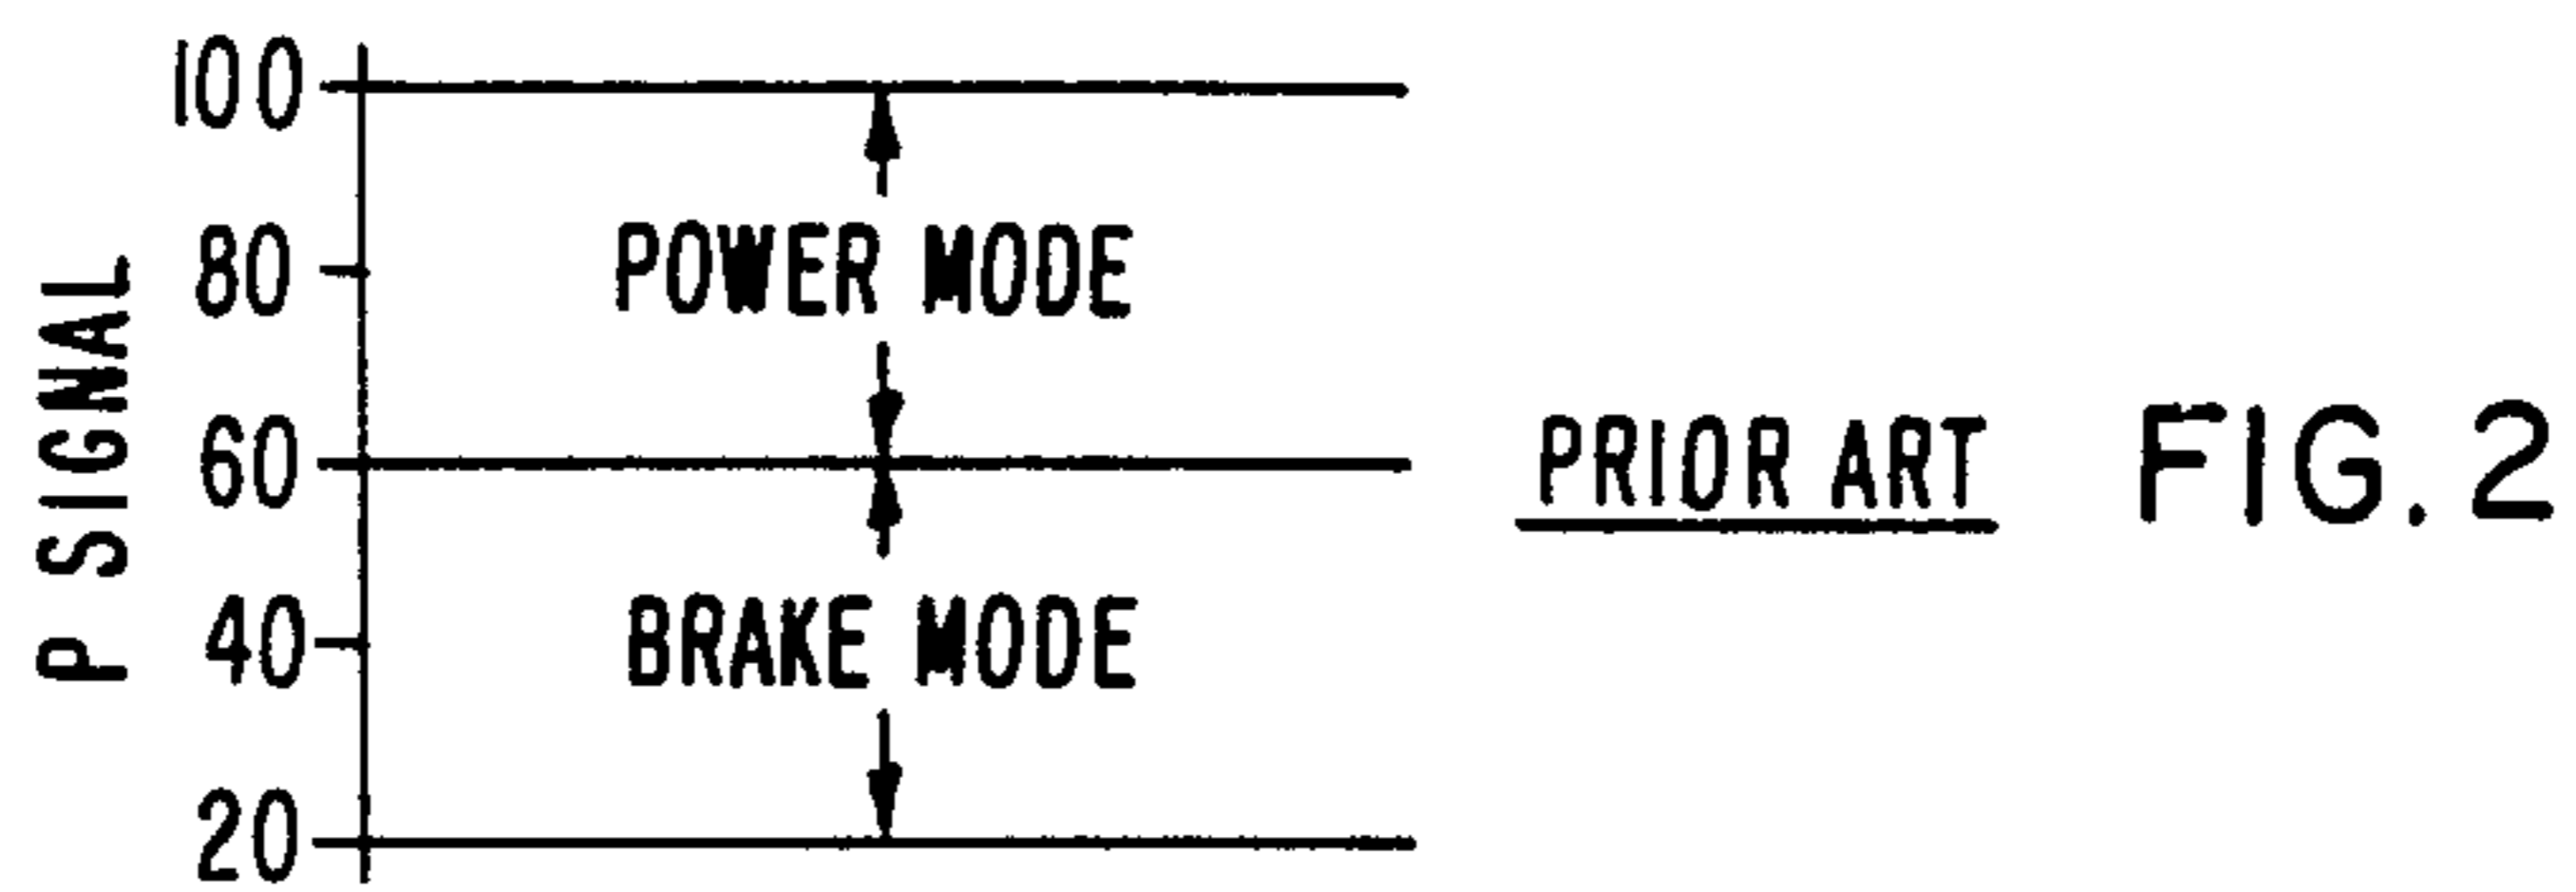 P SIGNAL
100
80
60
40
20
POWER MODE
BRAKE MODE
PRIOR ART
FIG. 2